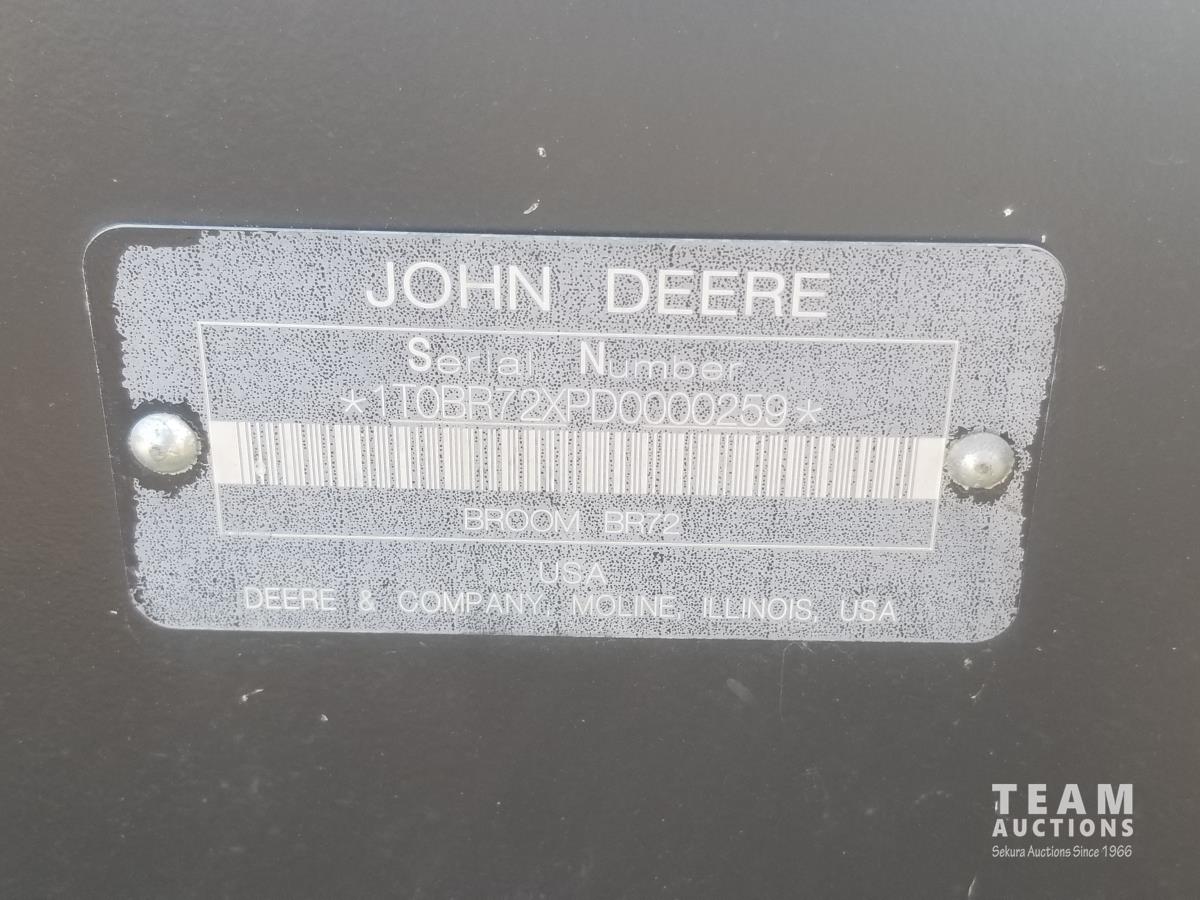 JOHN DEERE
Serial Number
*1T0BR72XPD0000259*
BROOM BR72
USA
DEERE & COMPANY, MOLINE, ILLINOIS, USA
TEAM
AUCTIONS
Sekura Auctions Since 1966